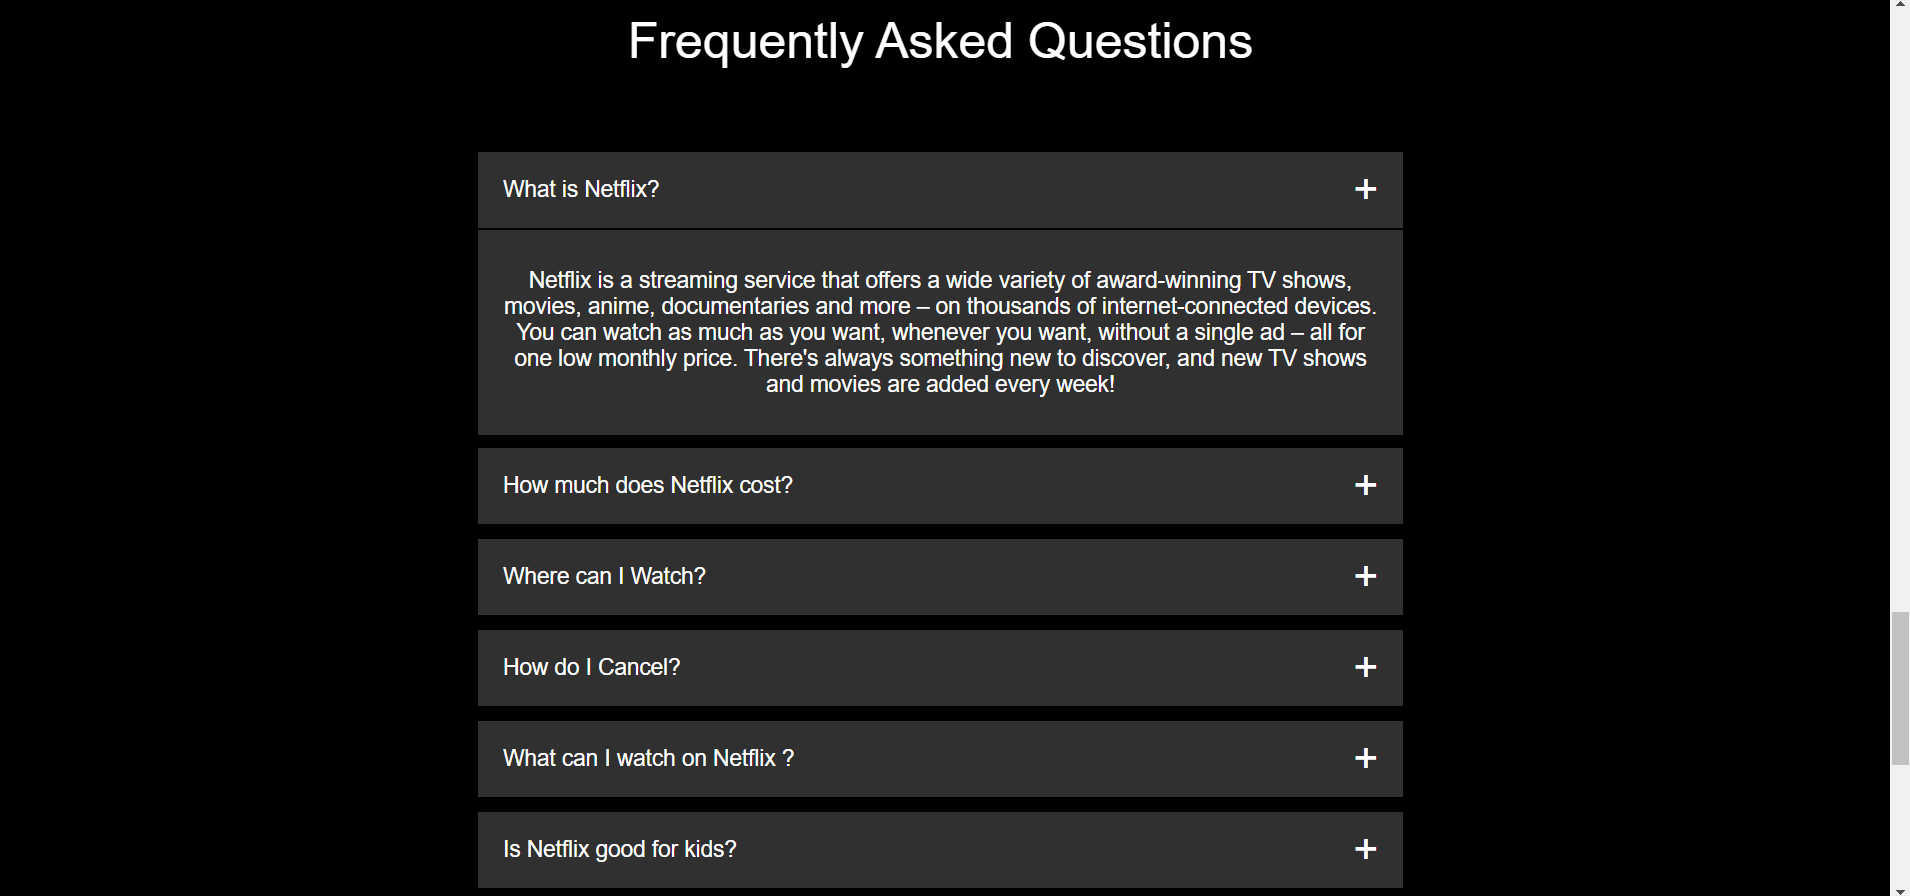 Frequently Asked Questions
What is Netflix?
Netflix is a streaming service that offers a wide variety of award-winning TV shows,
movies, anime, documentaries and more – on thousands of internet-connected devices.
You can watch as much as you want, whenever you want, without a single ad – all for
one low monthly price. There's always something new to discover, and new TV shows
and movies are added every week!
How much does Netflix cost?
Where can I Watch?
How do I Cancel?
What can I watch on Netflix ?
Is Netflix good for kids?